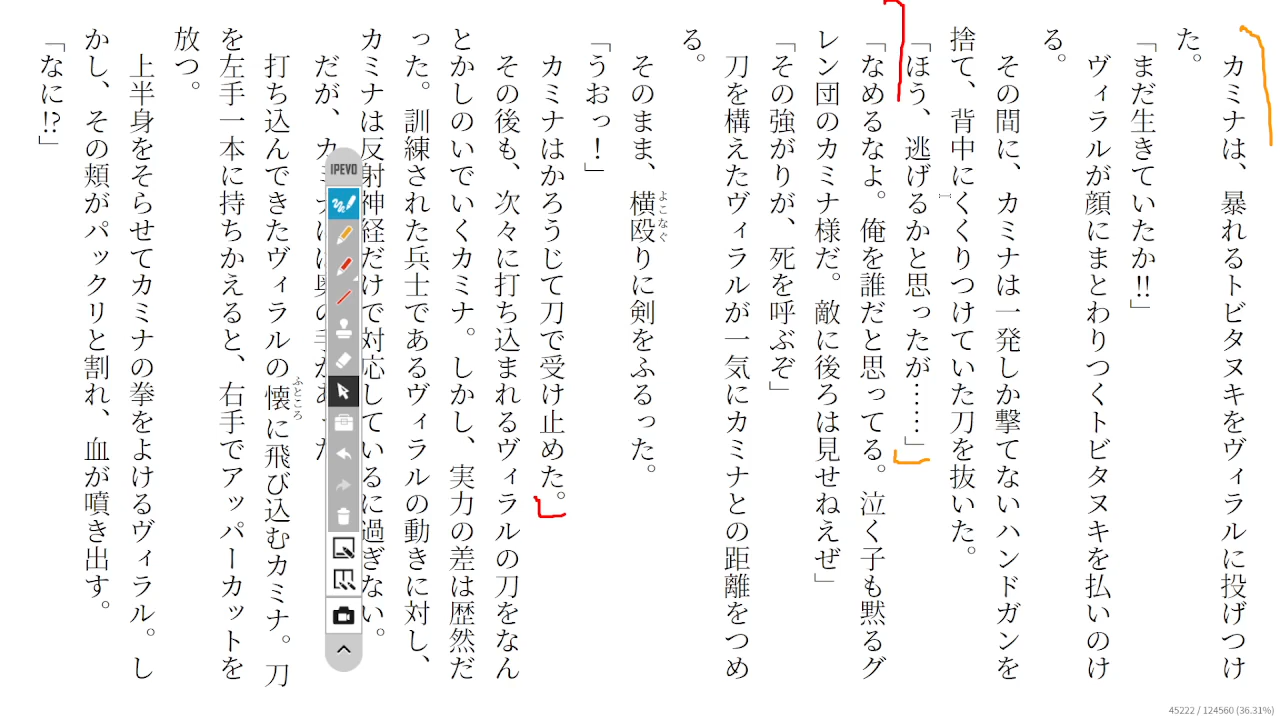 カミナは、暴れるトビタヌキをヴィラルに投げつけ
た。
「まだ生きていたか!!」
ヴィラルが顔にまとわりつくトビタヌキを払いのけ
る。
その間に、カミナは一発しか撃てないハンドガンを
捨て、背中にくくりつけていた刀を抜いた。
「ほう、逃げるかと思ったが……」
「なめるなよ。俺を誰だと思ってる。泣く子も黙るグ
レン団のカミナ様だ。敵に後ろは見せねえぜ」
「その強がりが、死を呼ぶぞ」
刀を構えたヴィラルが一気にカミナとの距離をつめ
る。
そのまま、横殴りに剣をふるった。
よこなぐ
「うおっ！」
カミナはかろうじて刀で受け止めた。
その後も、次々に打ち込まれるヴィラルの刀をなん
とかしのいでいくカミナ。しかし、実力の差は歴然だ
った。訓練された兵士であるヴィラルの動きに対し、
カミナは反射神経だけで対応しているに過ぎない。
だが、カ
打ち込んできたヴィラルの懐に飛び込むカミナ。刀
ふところ
を左手一本に持ちかえると、右手でアッパーカットを
放つ。
上半身をそらせてカミナの拳をよけるヴィラル。し
かし、その頬がパックリと割れ、血が噴き出す。
「なに!?」
IPEVO
45222 / 124560 (36.31%)